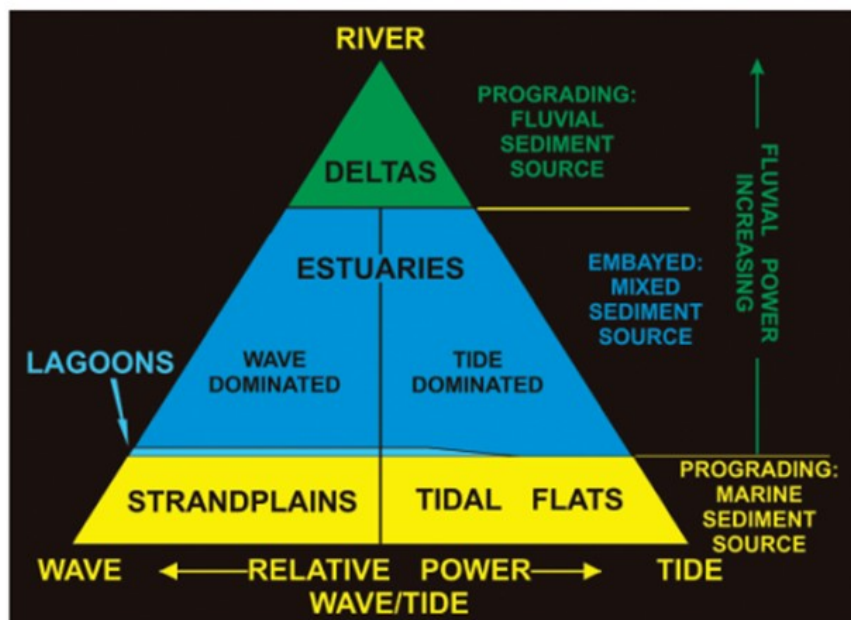 RIVER
PROGRADING:
FLUVIAL
SEDIMENT
SOURCE
DELTAS
FLUVIAL POWER
INCREASING
ESTUARIES
EMBAYED:
MIXED
SEDIMENT
SOURCE
LAGOONS
WAVE
DOMINATED
TIDE
DOMINATED
STRANDPLAINS
TIDAL FLATS
PROGRADING:
MARINE
SEDIMENT
SOURCE
WAVE
RELATIVE POWER
WAVE/TIDE
TIDE